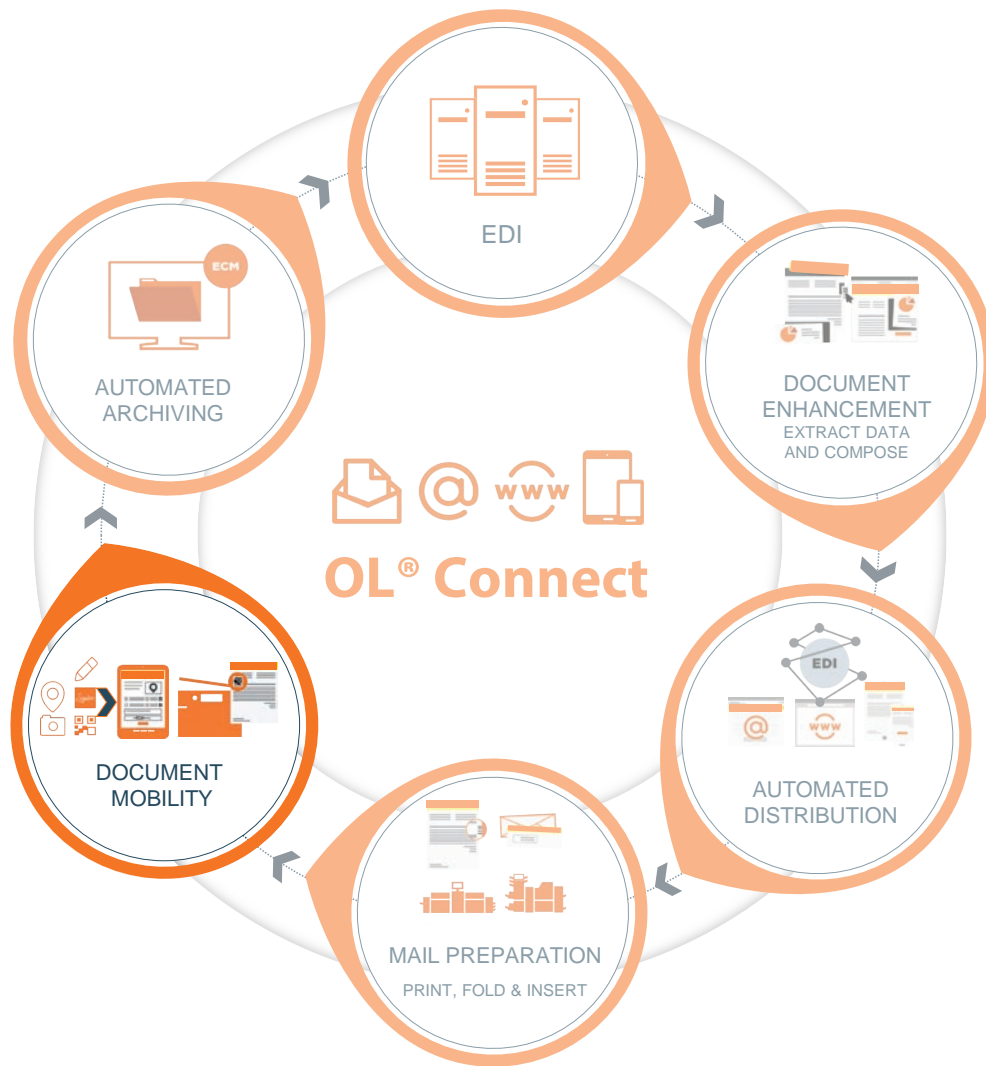 EDI
ECM
AUTOMATED
ARCHIVING
DOCUMENT
ENHANCEMENT
EXTRACT DATA
AND COMPOSE
@
www
OL® Connect
DOCUMENT
MOBILITY
EDI
@
www
AUTOMATED
DISTRIBUTION
MAIL PREPARATION
PRINT, FOLD & INSERT